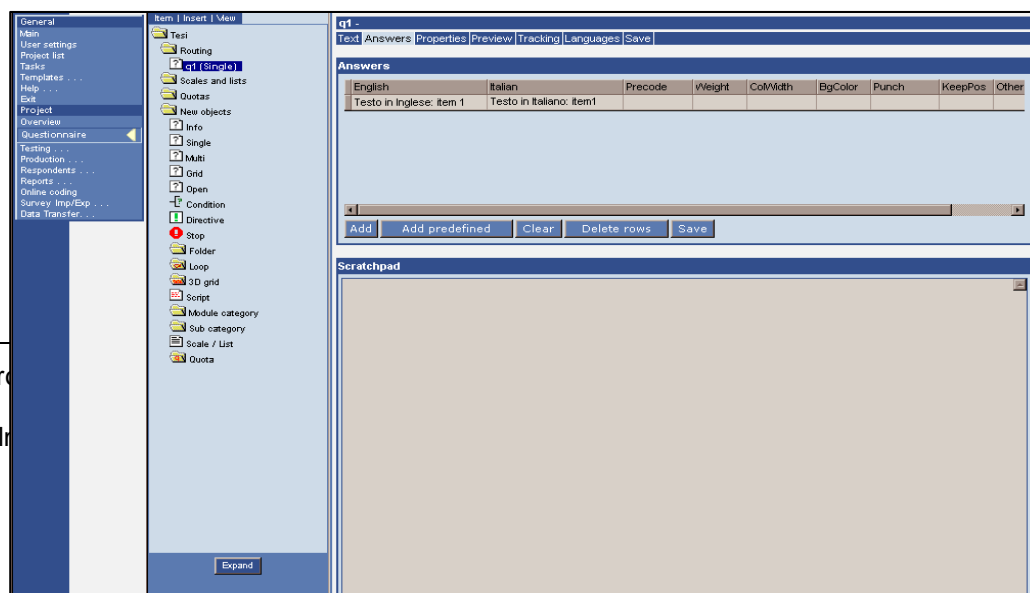 General
Main
User settings
Project list
Tasks
Templates . . .
Help . . .
Exit
Project
Overview
Questionnaire
Testing . . .
Production . . .
Respondents . . .
Reports . . .
Online coding
Survey Imp/Exp . . .
Data Transfer. . .
Item | Insert | View
Tesi
Routing
q1 (Single)
Scales and lists
Quotas
New objects
Info
Single
Multi
Grid
Open
Condition
Directive
Stop
Folder
Loop
3D grid
Script
Module category
Sub category
Scale / List
Quota
Expand
q1 -
Text Answers Properties Preview Tracking Languages Save
Answers
English Italian Precode Weight ColWidth BgColor Punch KeepPos Other
Testo in Inglese: item 1 Testo in Italiano: item1
Add Add predefined Clear Delete rows Save
Scratchpad